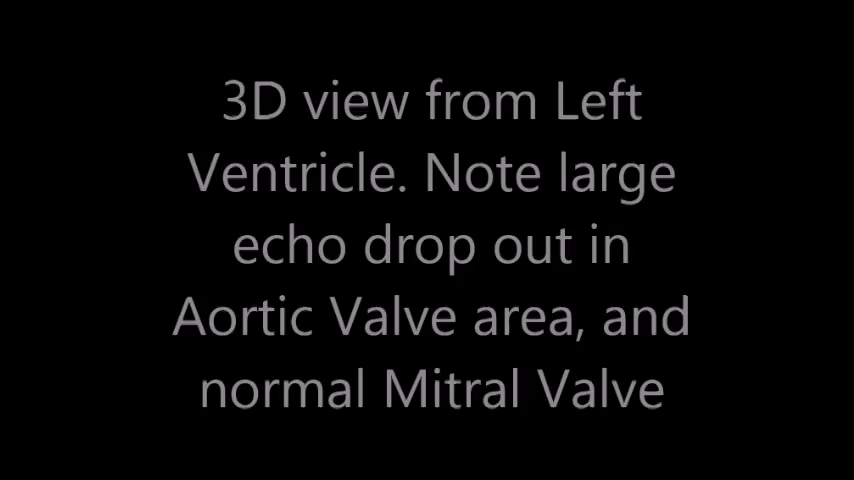 3D view from Left
Ventricle. Note large
echo drop out in
Aortic Valve area, and
normal Mitral Valve